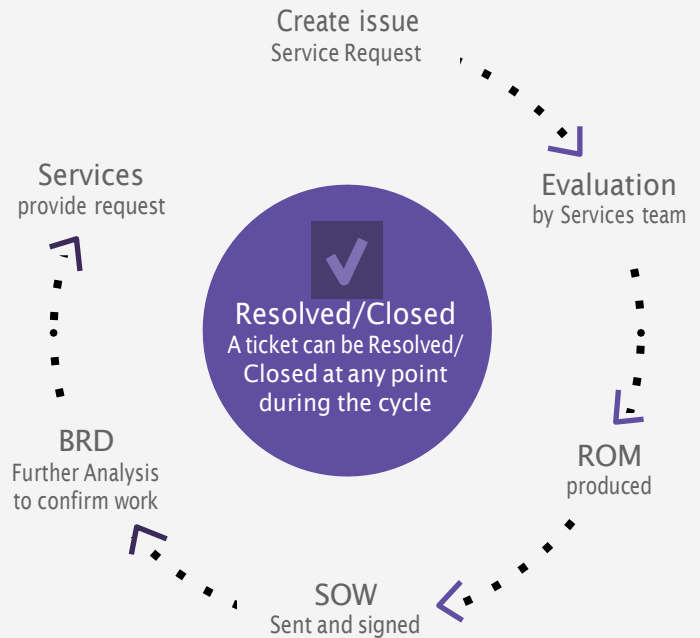 Create issue
Service Request
Evaluation
by Services team
ROM
produced
SOW
Sent and signed
BRD
Further Analysis
to confirm work
Services
provide request
Resolved/Closed
A ticket can be Resolved/
Closed at any point
during the cycle